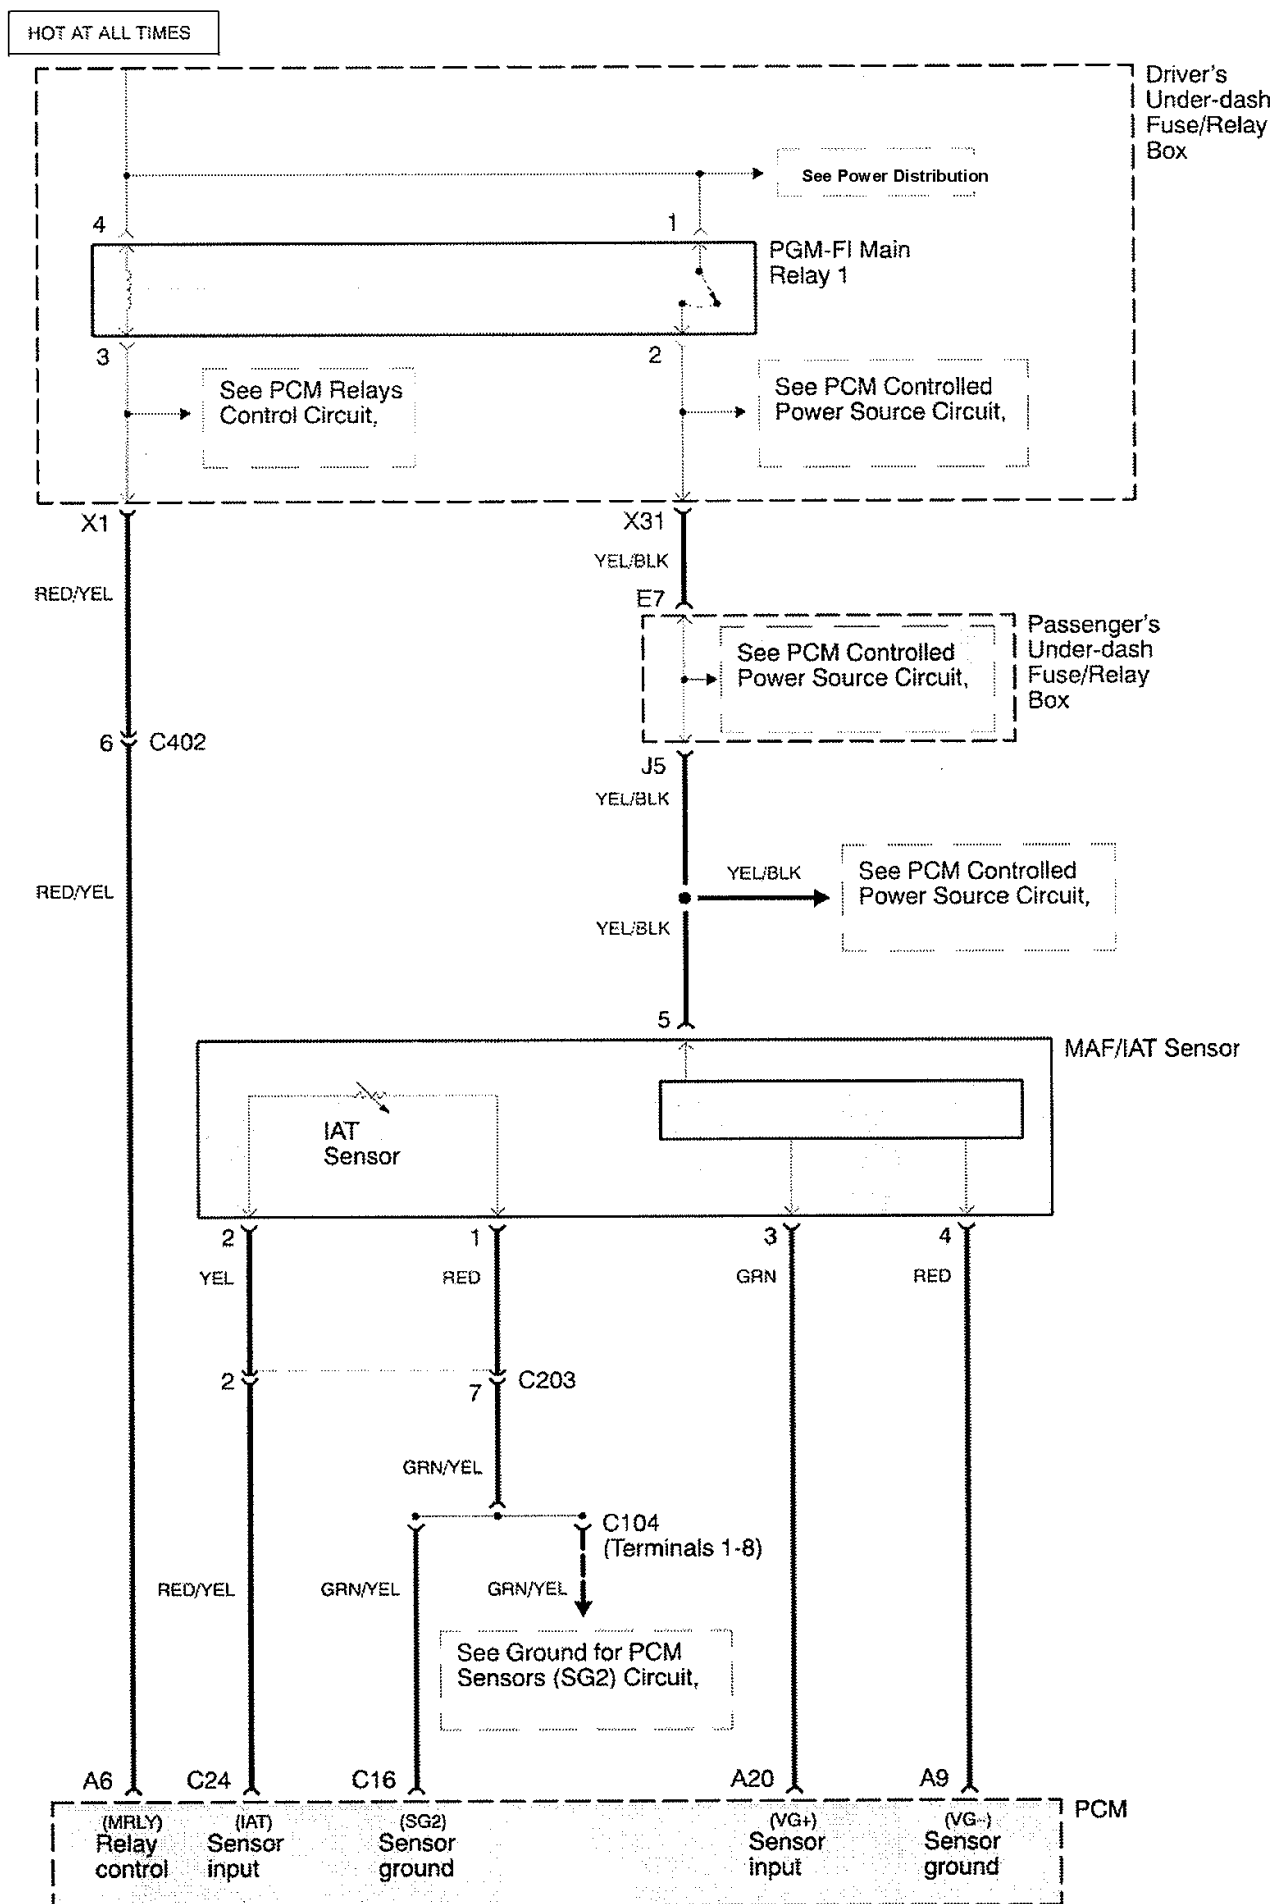 HOT AT ALL TIMES
Driver's
Under-dash
Fuse/Relay
Box
See Power Distribution
4
1
PGM-FI Main
Relay 1
3
2
See PCM Relays
Control Circuit,
See PCM Controlled
Power Source Circuit,
X1
X31
YEL/BLK
RED/YEL
E7
Passenger's
Under-dash
Fuse/Relay
Box
See PCM Controlled
Power Source Circuit,
6
C402
J5
YEL/BLK
RED/YEL
YEL/BLK
See PCM Controlled
Power Source Circuit,
YEL/BLK
5
MAF/IAT Sensor
IAT
Sensor
2
1
3
4
YEL
RED
GRN
RED
2
7
C203
GRN/YEL
C104
(Terminals 1-8)
RED/YEL
GRN/YEL
GRN/YEL
See Ground for PCM
Sensors (SG2) Circuit,
A6
C24
C16
A20
A9
PCM
(MRLY)
Relay
control
(IAT)
Sensor
input
(SG2)
Sensor
ground
(VG+)
Sensor
input
(VG-)
Sensor
ground